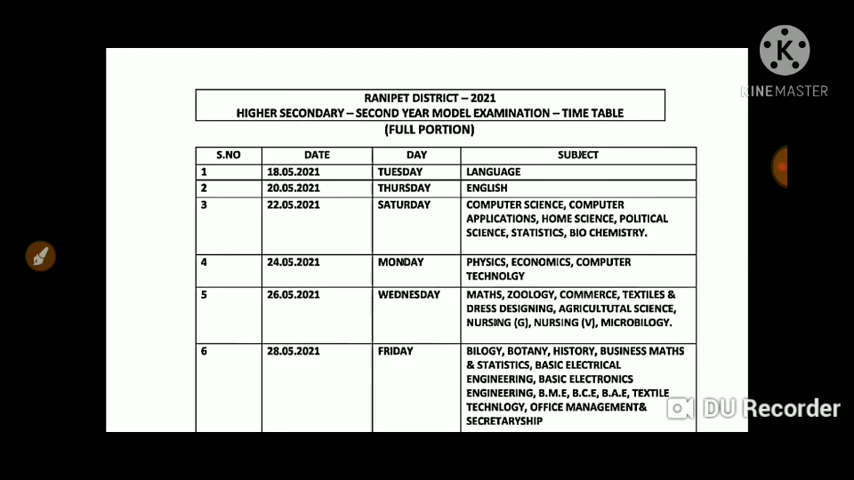 RANIPET DISTRICT – 2021
HIGHER SECONDARY – SECOND YEAR MODEL EXAMINATION – TIME TABLE
(FULL PORTION)
S.NO DATE DAY SUBJECT
1 18.05.2021 TUESDAY LANGUAGE
2 20.05.2021 THURSDAY ENGLISH
3 22.05.2021 SATURDAY COMPUTER SCIENCE, COMPUTER
APPLICATIONS, HOME SCIENCE, POLITICAL
SCIENCE, STATISTICS, BIO CHEMISTRY.
4 24.05.2021 MONDAY PHYSICS, ECONOMICS, COMPUTER
TECHNOLGY
5 26.05.2021 WEDNESDAY MATHS, ZOOLOGY, COMMERCE, TEXTILES &
DRESS DESIGNING, AGRICULTUTAL SCIENCE,
NURSING (G), NURSING (V), MICROBILOGY.
6 28.05.2021 FRIDAY BILOGY, BOTANY, HISTORY, BUSINESS MATHS
& STATISTICS, BASIC ELECTRICAL
ENGINEERING, BASIC ELECTRONICS
ENGINEERING, B.M.E, B.C.E, B.A.E, TEXTILE
TECHNLOGY, OFFICE MANAGEMENT&
SECRETARYSHIP
K
KINEMASTER
DU Recorder